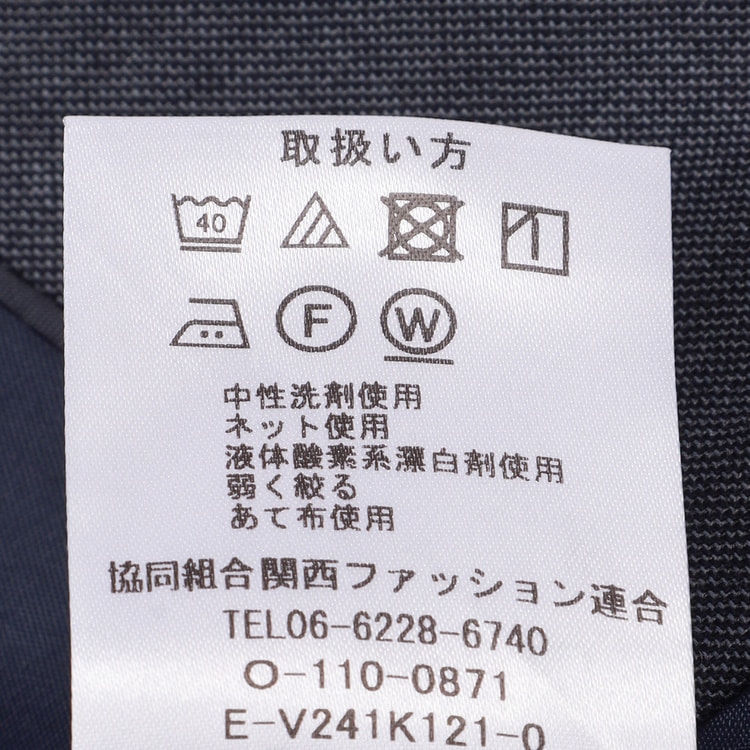 取扱い方
40
F W
中性洗剤使用
ネット使用
液体酸素系漂白剤使用
弱く絞る
あて布使用
協同組合関西ファッション連合
TEL06-6228-6740
O-110-0871
E-V241K121-0